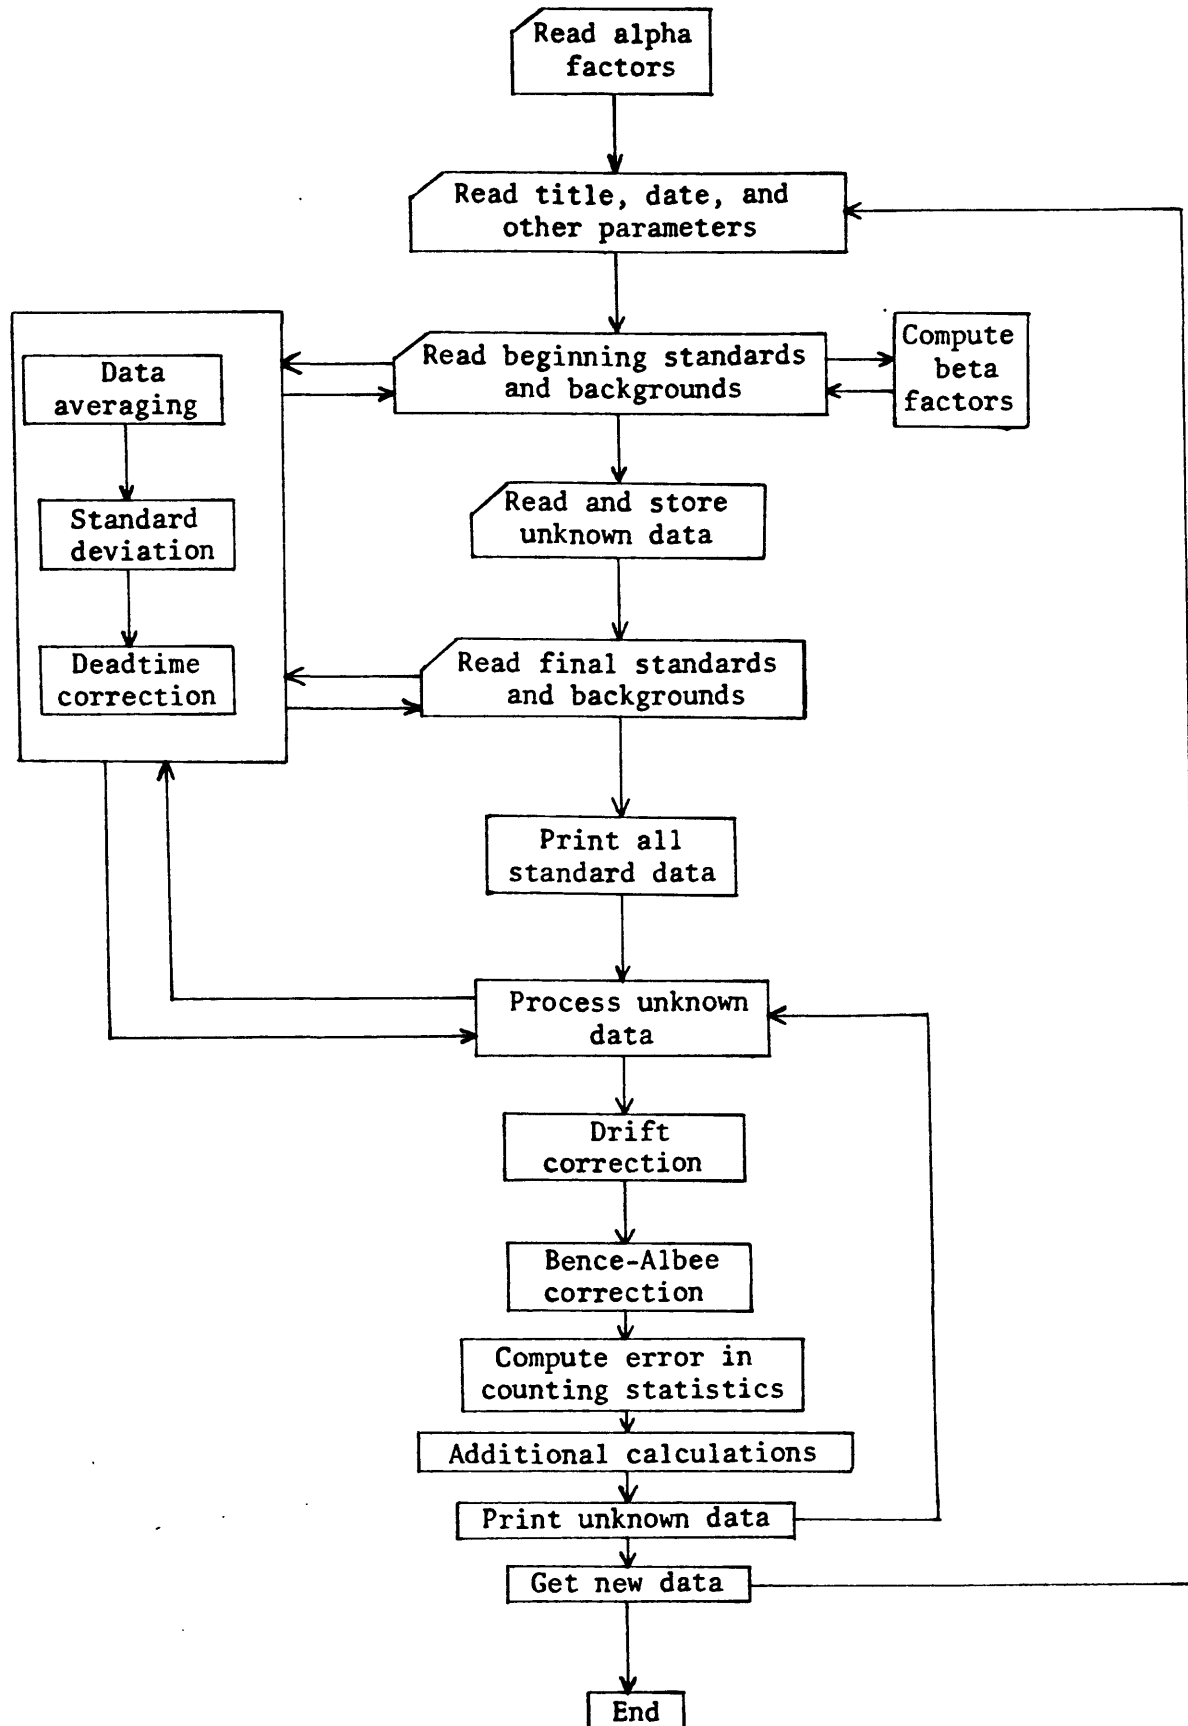 Read alpha
factors
Read title, date, and
other parameters
Read beginning standards
and backgrounds
Compute
beta
factors
Data
averaging
Read and store
unknown data
Standard
deviation
Read final standards
and backgrounds
Deadtime
correction
Print all
standard data
Process unknown
data
Drift
correction
Bence-Albee
correction
Compute error in
counting statistics
Additional calculations
Print unknown data
Get new data
End